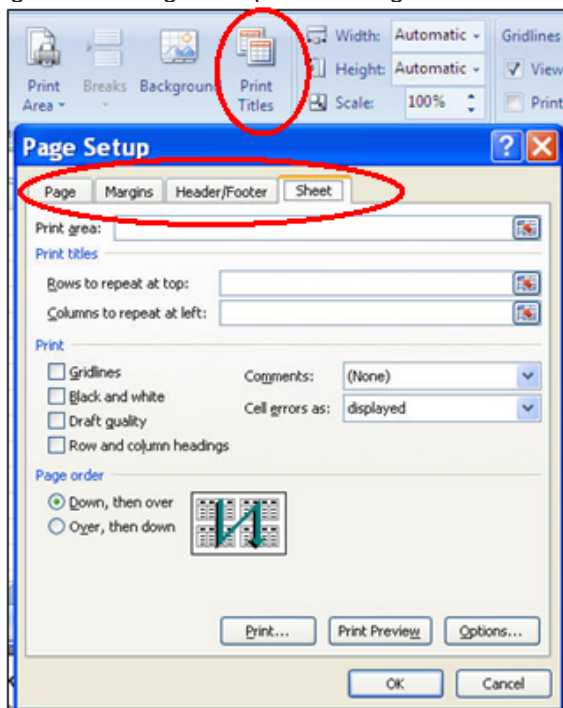 Width: Automatic Gridlines
Print Area Breaks Background Print Titles Height: Automatic View
Scale: 100% Print
Page Setup
Page Margins Header/Footer Sheet
Print area:
Print titles
Rows to repeat at top:
Columns to repeat at left:
Print
Gridlines Comments: (None)
Black and white Cell errors as: displayed
Draft quality
Row and column headings
Page order
Down, then over
Over, then down
Print... Print Preview Options...
OK Cancel